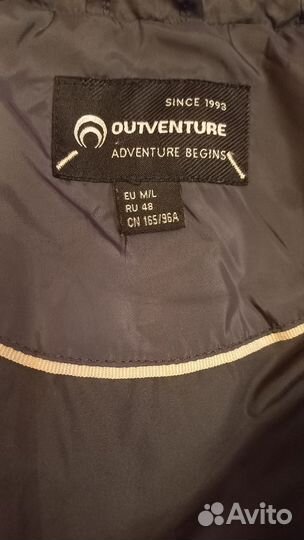 SINCE 1993
OUTVENTURE
ADVENTURE BEGINS
EU M/L
RU 48
CN 165/96A
Avito